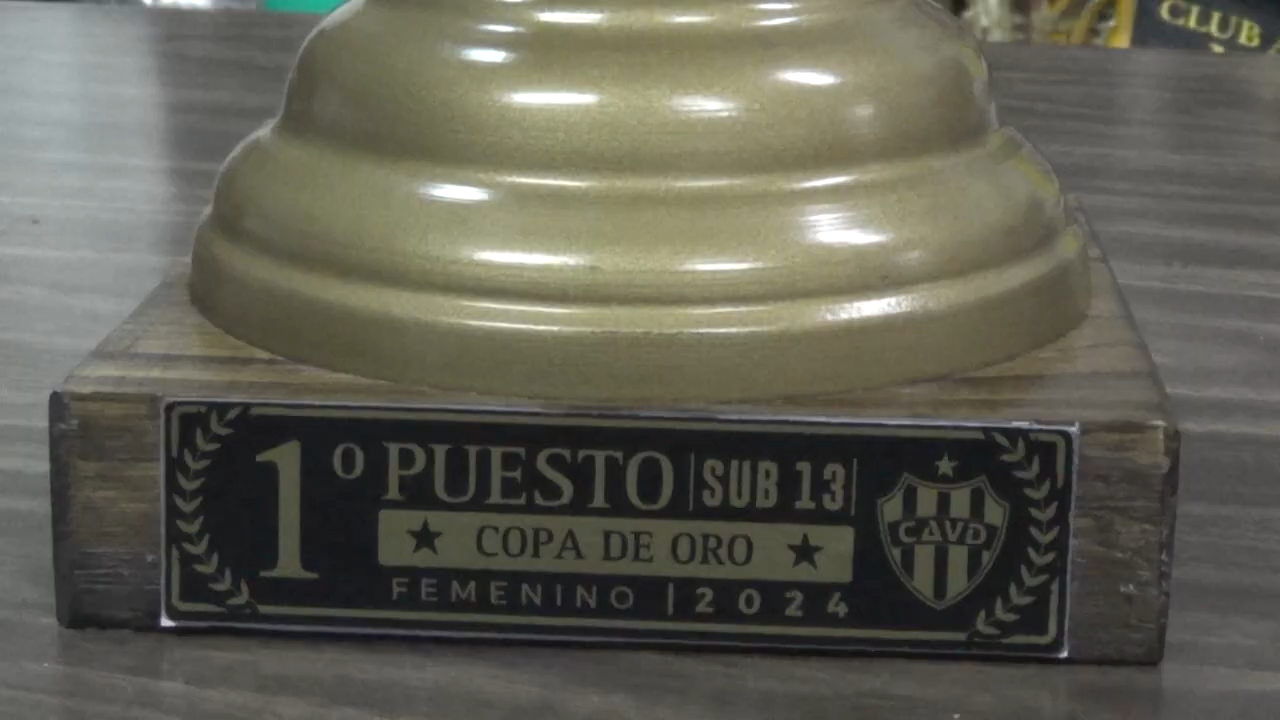 CLUB
1º PUESTO | SUB 13 |
★ COPA DE ORO ★
FEMENINO | 2024
CAVD